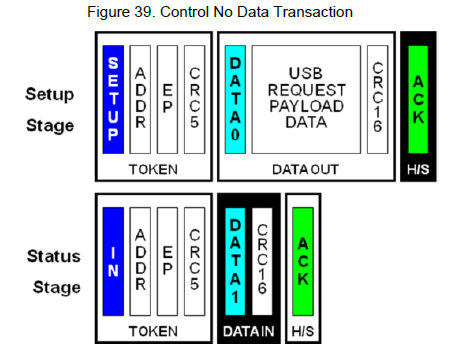 Figure 39. Control No Data Transaction
Setup
Stage
SETUP
ADDR
EP
CRC5
TOKEN
DATA0
USB
REQUEST
PAYLOAD
DATA
CRC16
DATA OUT
ACK
H/S
Status
Stage
IN
ADDR
EP
CRC5
TOKEN
DATA1
CRC16
DATA IN
ACK
H/S